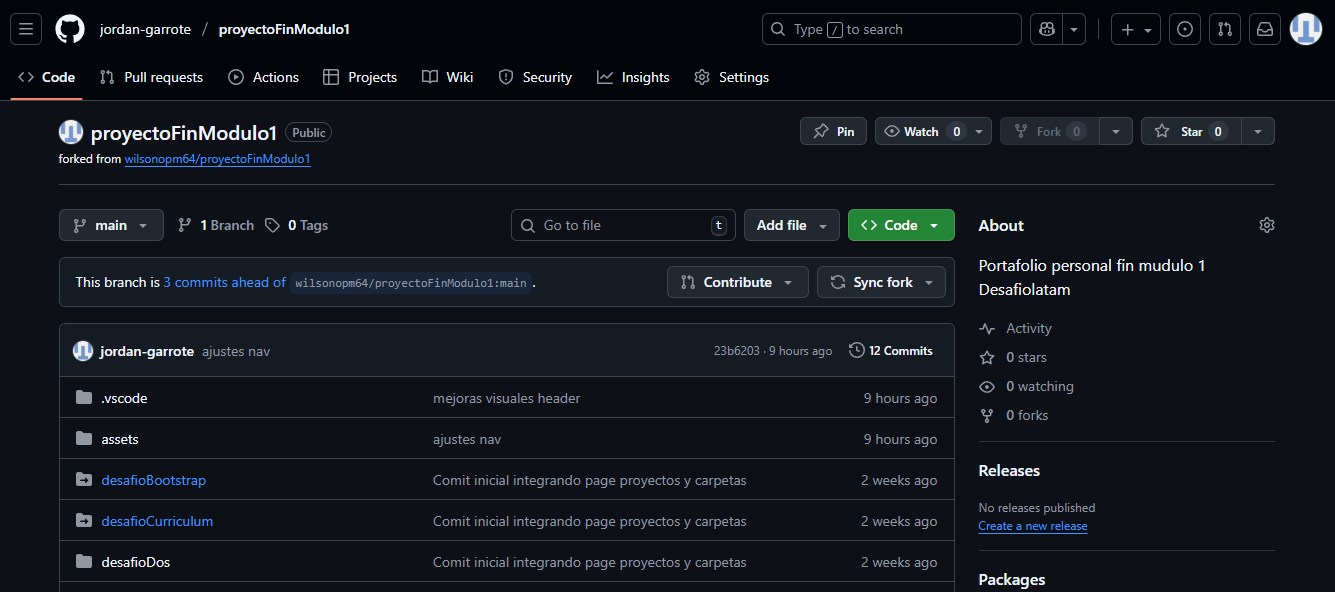 jordan-garrote / proyectoFinModulo1
Type / to search
Code
Pull requests
Actions
Projects
Wiki
Security
Insights
Settings
proyectoFinModulo1 Public
forked from wilsonopm64/proyectoFinModulo1
Pin
Watch 0
Fork 0
Star 0
main
1 Branch
0 Tags
Go to file t
Add file
Code
This branch is 3 commits ahead of wilsonopm64/proyectoFinModulo1:main .
Contribute
Sync fork
jordan-garrote ajustes nav 23b6203 · 9 hours ago 12 Commits
.vscode mejoras visuales header 9 hours ago
assets ajustes nav 9 hours ago
desafioBootstrap Comit inicial integrando page proyectos y carpetas 2 weeks ago
desafioCurriculum Comit inicial integrando page proyectos y carpetas 2 weeks ago
desafioDos Comit inicial integrando page proyectos y carpetas 2 weeks ago
About
Portafolio personal fin mudulo 1
Desafiolatam
Activity
0 stars
0 watching
0 forks
Releases
No releases published
Create a new release
Packages